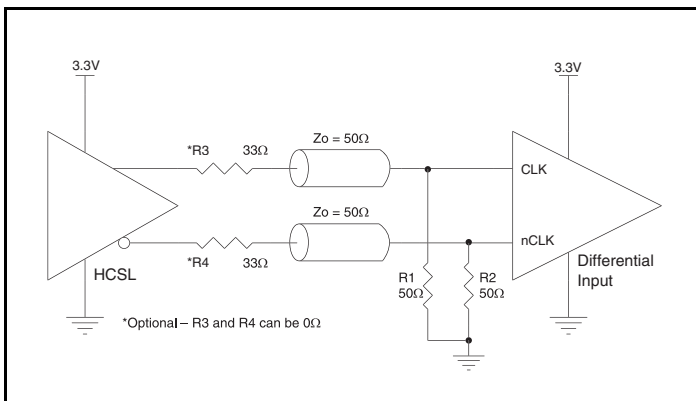 3.3V
3.3V
*R3
33Ω
Zo = 50Ω
CLK
Zo = 50Ω
nCLK
HCSL
*R4
33Ω
R1
50Ω
R2
50Ω
Differential
Input
*Optional – R3 and R4 can be 0Ω